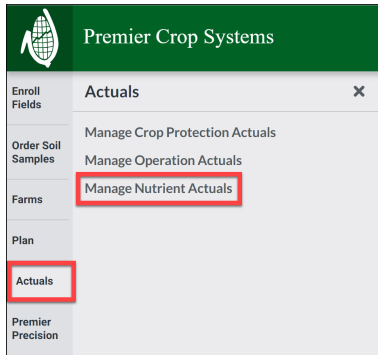 Premier Crop Systems
Enroll
Fields
Order Soil
Samples
Farms
Plan
Actuals
Premier
Precision
Actuals
Manage Crop Protection Actuals
Manage Operation Actuals
Manage Nutrient Actuals